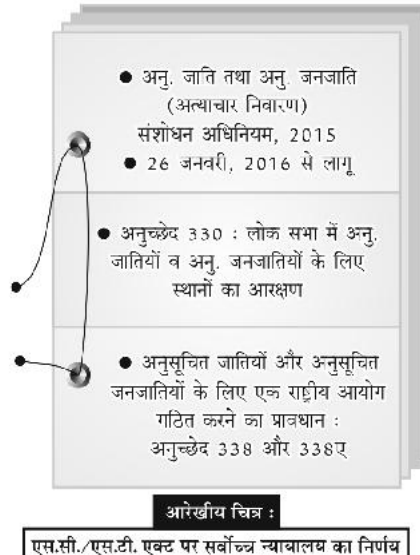 ● अनु. जाति तथा अनु. जनजाति
(अत्याचार निवारण)
संशोधन अधिनियम, 2015
● 26 जनवरी, 2016 से लागू
● अनुच्छेद 330 : लोक सभा में अनु.
जातियों व अनु. जनजातियों के लिए
स्थानों का आरक्षण
● अनुसूचित जातियों और अनुसूचित
जनजातियों के लिए एक राष्ट्रीय आयोग
गठित करने का प्रावधान :
अनुच्छेद 338 और 338ए
आरेखीय चित्र :
एस.सी./एस.टी. एक्ट पर सर्वोच्च न्यायालय का निर्णय